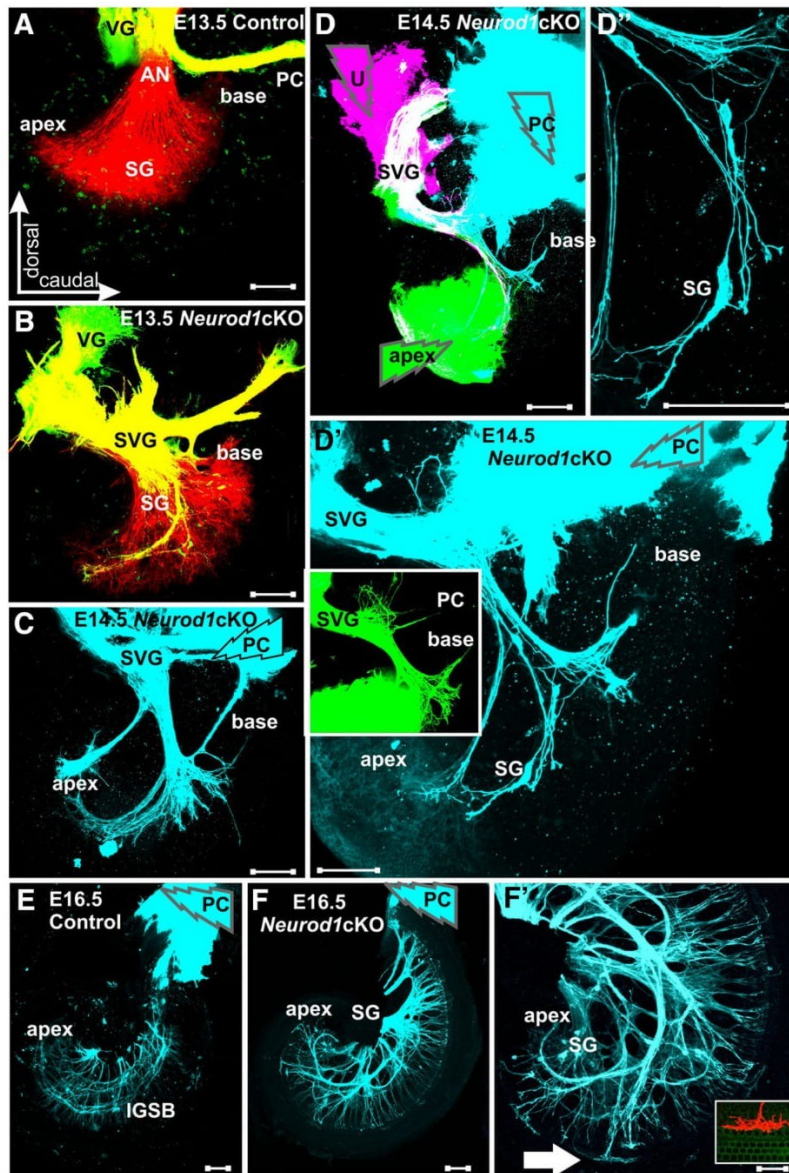 A
E13.5 Control
VG
AN
PC
base
apex
SG
dorsal
caudal
B
E13.5 Neurod1cKO
VG
SVG
base
SG
C
E14.5 Neurod1cKO
SVG
PC
base
apex
D
E14.5 Neurod1cKO
U
PC
SVG
base
apex
D''
SG
D'
E14.5
Neurod1cKO
PC
SVG
base
SVG
PC
base
apex
SG
E
E16.5
Control
PC
apex
IGSB
F
E16.5
Neurod1cKO
PC
apex
SG
F'
apex
SG